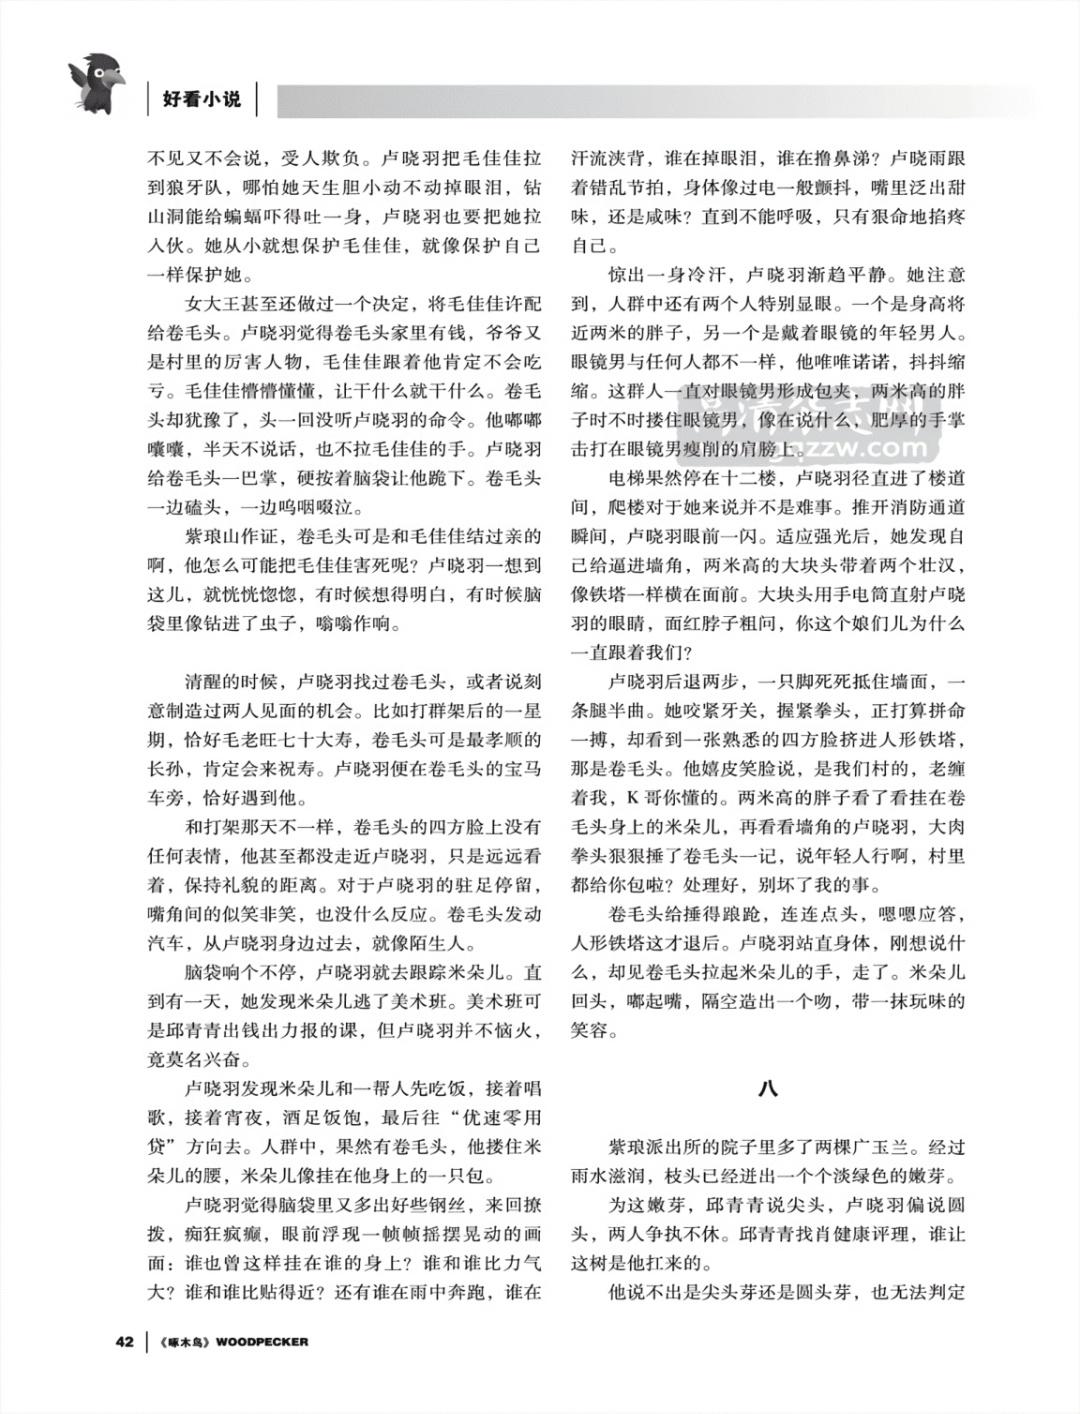 好看小说
不见又不会说，受人欺负。卢晓羽把毛佳佳拉
到狼牙队，哪怕她天生胆小动不动掉眼泪，钻
山洞能给蝙蝠吓得吐一身，卢晓羽也要把她拉
入伙。她从小就想保护毛佳佳，就像保护自己
一样保护她。
女大王甚至还做过一个决定，将毛佳佳许配
给卷毛头。卢晓羽觉得卷毛头家里有钱，爷爷又
是村里的厉害人物，毛佳佳跟着他肯定不会吃
亏。毛佳佳懵懵懂懂，让干什么就干什么。卷毛
头却犹豫了，头一回没听卢晓羽的命令。他嘟嘟
囔囔，半天不说话，也不拉毛佳佳的手。卢晓羽
给卷毛头一巴掌，硬按着脑袋让他跪下。卷毛头
一边磕头，一边呜咽啜泣。
紫琅山作证，卷毛头可是和毛佳佳结过亲的
啊，他怎么可能把毛佳佳害死呢？卢晓羽一想到
这儿，就恍恍惚惚，有时候想得明白，有时候脑
袋里像钻进了虫子，嗡嗡作响。
清醒的时候，卢晓羽找过卷毛头，或者说刻
意制造过两人见面的机会。比如打群架后的一星
期，恰好毛老旺七十大寿，卷毛头可是最孝顺的
长孙，肯定会来祝寿。卢晓羽便在卷毛头的宝马
车旁，恰好遇到他。
和打架那天不一样，卷毛头的四方脸上没有
任何表情，他甚至都没走近卢晓羽，只是远远看
着，保持礼貌的距离。对于卢晓羽的驻足停留，
嘴角间的似笑非笑，也没什么反应。卷毛头发动
汽车，从卢晓羽身边过去，就像陌生人。
脑袋响个不停，卢晓羽就去跟踪米朵儿。直
到有一天，她发现米朵儿逃了美术班。美术班可
是邱青青出钱出力报的课，但卢晓羽并不恼火，
竟莫名兴奋。
卢晓羽发现米朵儿和一帮人先吃饭，接着唱
歌，接着宵夜，酒足饭饱，最后往“优速零用
贷”方向去。人群中，果然有卷毛头，他搂住米
朵儿的腰，米朵儿像挂在他身上的一只包。
卢晓羽觉得脑袋里又多出好些钢丝，来回撩
拨，痴狂疯癫，眼前浮现一帧帧摇摆晃动的画
面：谁也曾这样挂在谁的身上？谁和谁比力气
大？谁和谁比贴得近？还有谁在雨中奔跑，谁在
汗流浃背，谁在掉眼泪，谁在撸鼻涕？卢晓雨跟
着错乱节拍，身体像过电一般颤抖，嘴里泛出甜
味，还是咸味？直到不能呼吸，只有狠命地掐疼
自己。
惊出一身冷汗，卢晓羽渐趋平静。她注意
到，人群中还有两个人特别显眼。一个是身高将
近两米的胖子，另一个是戴着眼镜的年轻男人。
眼镜男与任何人都不一样，他唯唯诺诺，抖抖缩
缩。这群人一直对眼镜男形成包夹，两米高的胖
子时不时搂住眼镜男，像在说什么，肥厚的手掌
击打在眼镜男瘦削的肩膀上。
电梯果然停在十二楼，卢晓羽径直进了楼道
间，爬楼对于她来说并不是难事。推开消防通道
瞬间，卢晓羽眼前一闪。适应强光后，她发现自
己给逼进墙角，两米高的大块头带着两个壮汉，
像铁塔一样横在面前。大块头用手电筒直射卢晓
羽的眼睛，面红脖子粗问，你这个娘们儿为什么
一直跟着我们？
卢晓羽后退两步，一只脚死死抵住墙面，一
条腿半曲。她咬紧牙关，握紧拳头，正打算拼命
一搏，却看到一张熟悉的四方脸挤进人形铁塔，
那是卷毛头。他嬉皮笑脸说，是我们村的，老缠
着我，K 哥你懂的。两米高的胖子看了看挂在卷
毛头身上的米朵儿，再看看墙角的卢晓羽，大肉
拳头狠狠捶了卷毛头一记，说年轻人行啊，村里
都给你包啦？处理好，别坏了我的事。
卷毛头给捶得踉跄，连连点头，嗯嗯应答，
人形铁塔这才退后。卢晓羽站直身体，刚想说什
么，却见卷毛头拉起米朵儿的手，走了。米朵儿
回头，嘟起嘴，隔空造出一个吻，带一抹玩味的
笑容。
八
紫琅派出所的院子里多了两棵广玉兰。经过
雨水滋润，枝头已经迸出一个个淡绿色的嫩芽。
为这嫩芽，邱青青说尖头，卢晓羽偏说圆
头，两人争执不休。邱青青找肖健康评理，谁让
这树是他扛来的。
他说不出是尖头芽还是圆头芽，也无法判定
42 《啄木鸟》WOODPECKER